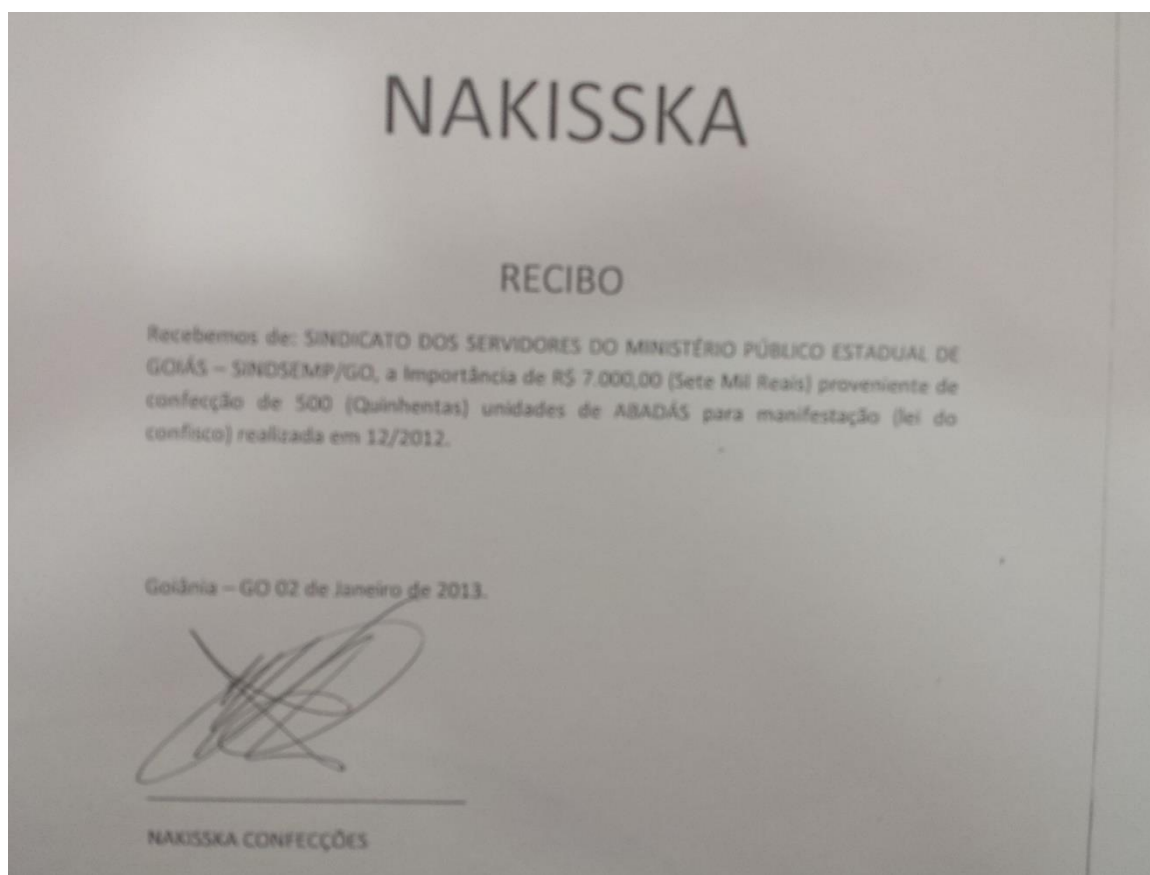 NAKISSKA
RECIBO
Recebemos de: SINDICATO DOS SERVIDORES DO MINISTÉRIO PÚBLICO ESTADUAL DE
GOIÁS – SINDSEMP/GO, a Importância de R$ 7.000,00 (Sete Mil Reais) proveniente de
confecção de 500 (Quinhentas) unidades de ABADÁS para manifestação (lei do
confisco) realizada em 12/2012.
Goiânia – GO 02 de Janeiro de 2013.
NAKISSKA CONFECÇÕES